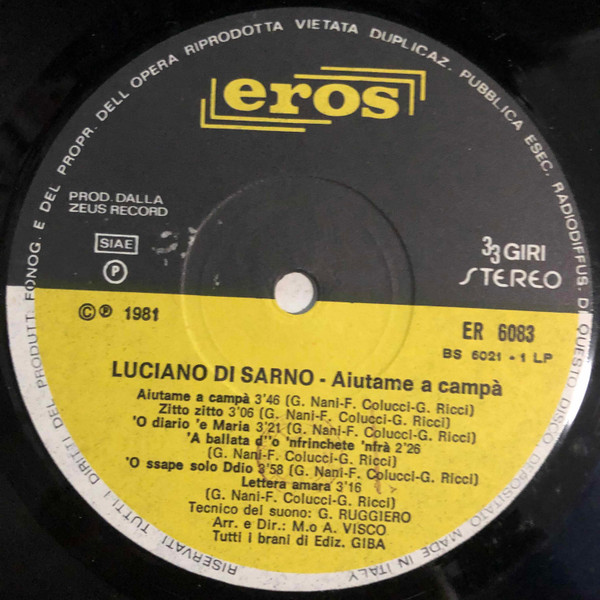 RISERVATI TUTTI I DIRITI DEL PRODUTT. FONOG. E DEL PROPR. DELL OPERA RIPRODOTTA VIETATA DUPLICAZ. PUBBLICA ESEC. RADIODIFFUS. DI QUESTO DISCO DEPOSITATO MADE IN ITALY
eros
PROD. DALLA
ZEUS RECORD
SIAE
P
33 GIRI
STEREO
© ℗ 1981
ER 6083
BS 6021 - 1 LP
LUCIANO DI SARNO - Aiutame a campà
Aiutame a campà 3'46 (G. Nani-F. Colucci-G. Ricci)
Zitto zitto 3'06 (G. Nani-F. Colucci-G. Ricci)
'O diario 'e Maria 3'21 (G. Nani-F. Colucci-G. Ricci)
'A ballata d''o 'nfrinchete 'nfrà 2'26
(G. Nani-F. Colucci-G. Ricci)
'O ssape solo Ddio 3'58 (G. Nani-F. Colucci-G. Ricci)
Lettera amara 3'16
(G. Nani-F. Colucci-G. Ricci)
Tecnico del suono: G. RUGGIERO
Arr. e Dir.: M.o A. VISCO
Tutti i brani di Ediz. GIBA